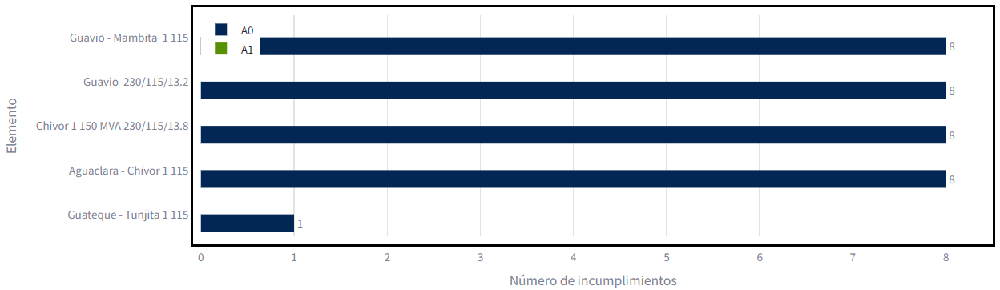 A0
A1
Guavio - Mambita 1 115
8
Guavio 230/115/13.2
8
Chivor 1 150 MVA 230/115/13.8
8
Aguaclara - Chivor 1 115
8
Guateque - Tunjita 1 115
1
Elemento
0 1 2 3 4 5 6 7 8
Número de incumplimientos